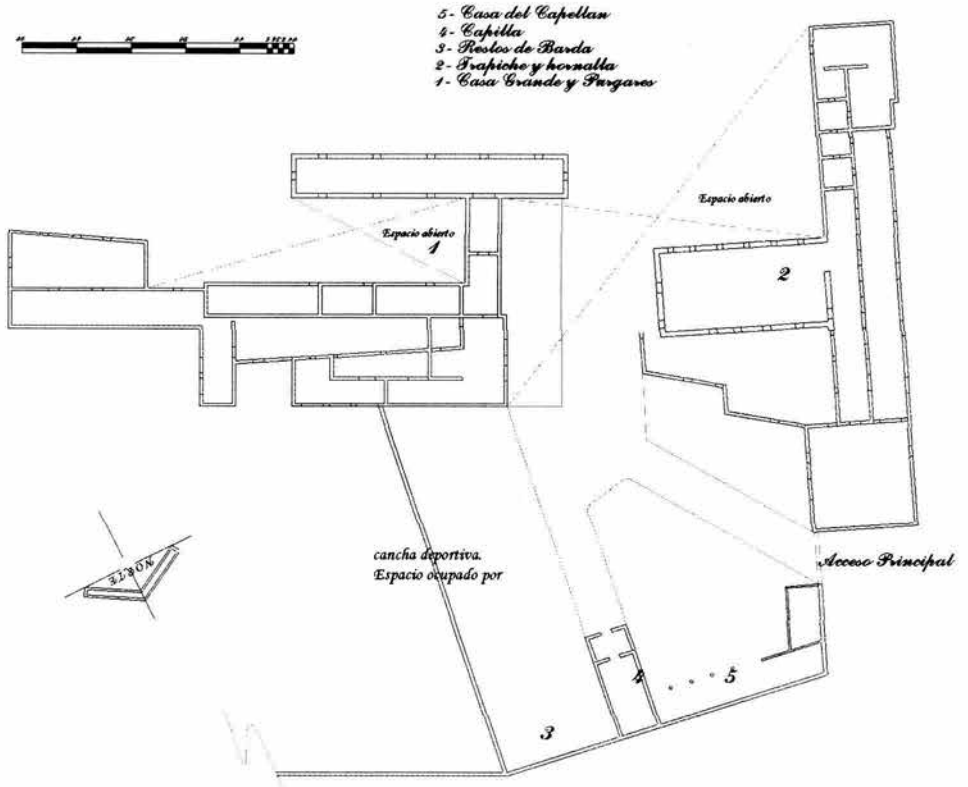 5- Casa del Capellan
4- Capilla
3- Restos de Barda
2- Trapiche y hornalla
1- Casa Grande y Purgares
Espacio abierto
1
Espacio abierto
2
NORTE
cancha deportiva.
Espacio ocupado por
Acceso Principal
4
5
3